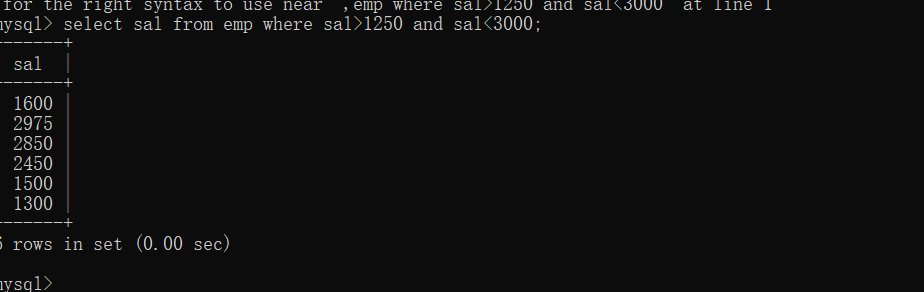 for the right syntax to use near ',emp where sal>1250 and sal<3000' at line 1
mysql> select sal from emp where sal>1250 and sal<3000;
-------+
sal |
-------+
1600 |
2975 |
2850 |
2450 |
1500 |
1300 |
-------+
6 rows in set (0.00 sec)
mysql>